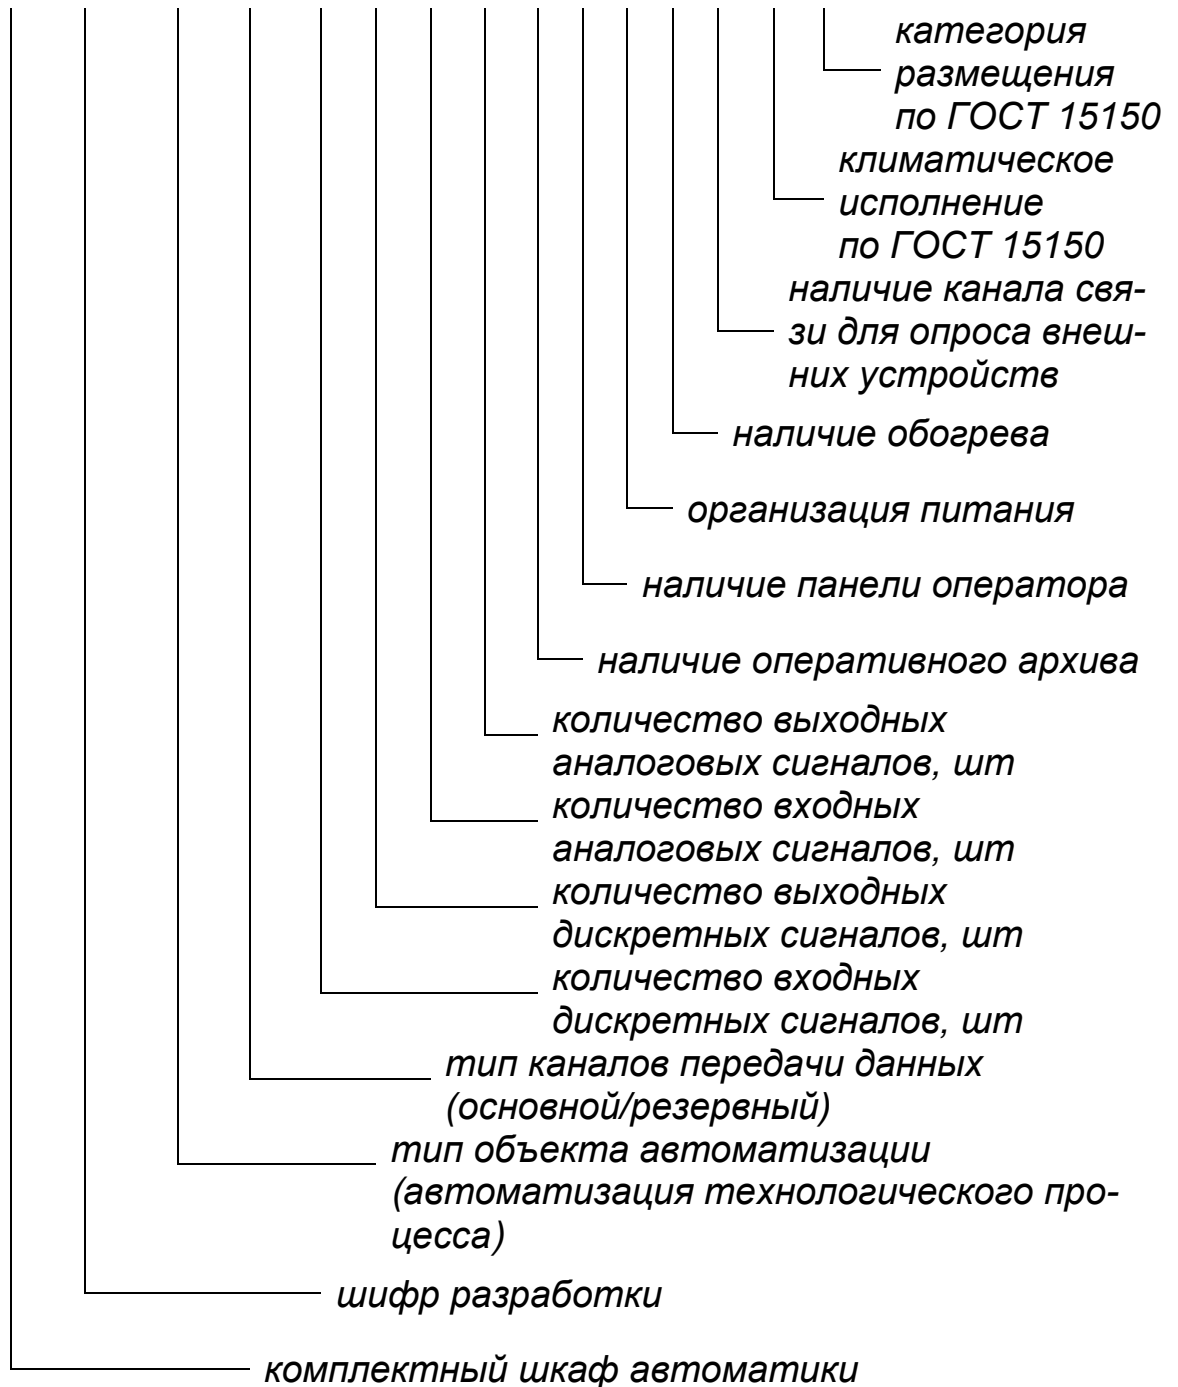 категория
размещения
по ГОСТ 15150
климатическое
исполнение
по ГОСТ 15150
наличие канала свя-
зи для опроса внеш-
них устройств
наличие обогрева
организация питания
наличие панели оператора
наличие оперативного архива
количество выходных
аналоговых сигналов, шт
количество входных
аналоговых сигналов, шт
количество выходных
дискретных сигналов, шт
количество входных
дискретных сигналов, шт
тип каналов передачи данных
(основной/резервный)
тип объекта автоматизации
(автоматизация технологического про-
цесса)
шифр разработки
комплектный шкаф автоматики